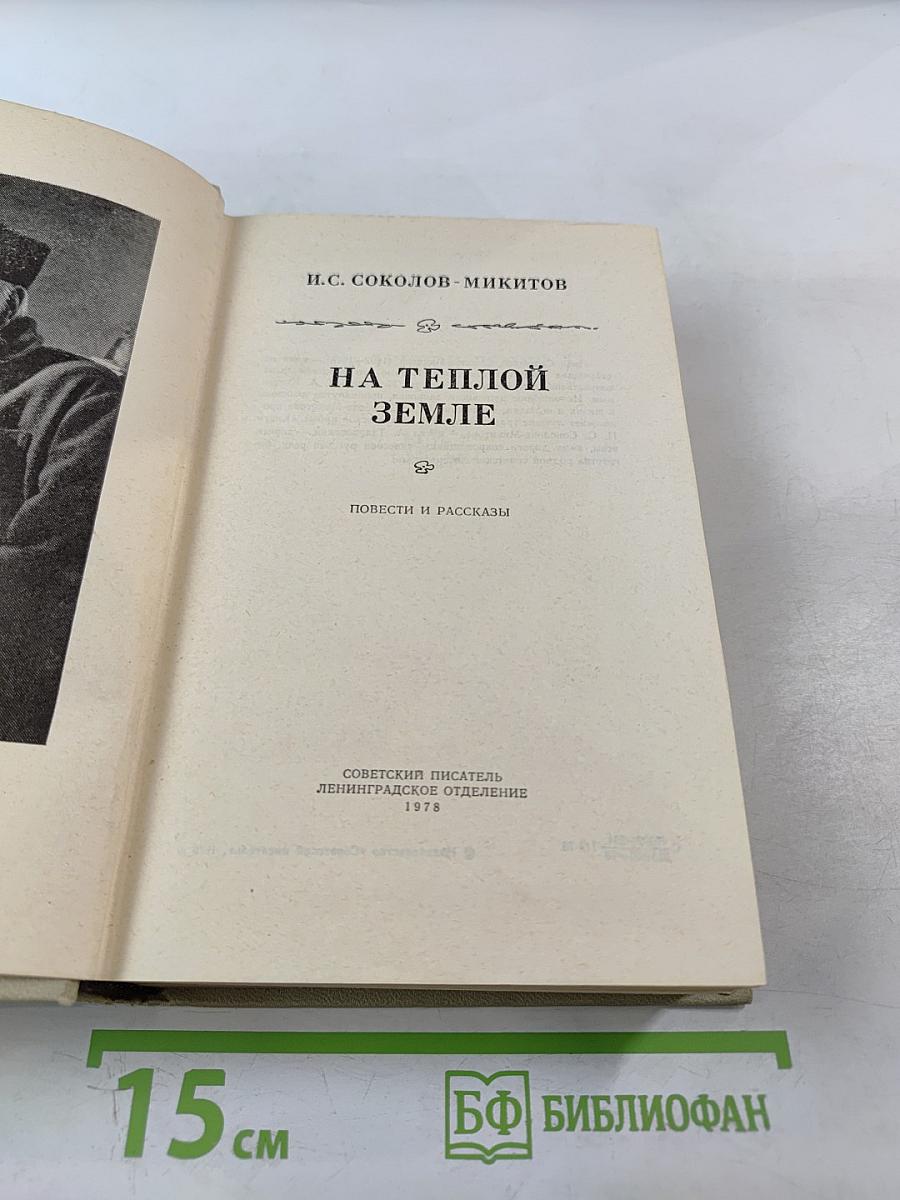 И.С. СОКОЛОВ-МИКИТОВ
НА ТЕПЛОЙ
ЗЕМЛЕ
ПОВЕСТИ И РАССКАЗЫ
СОВЕТСКИЙ ПИСАТЕЛЬ
ЛЕНИНГРАДСКОЕ ОТДЕЛЕНИЕ
1978
15 см
БФ БИБЛИОФАН